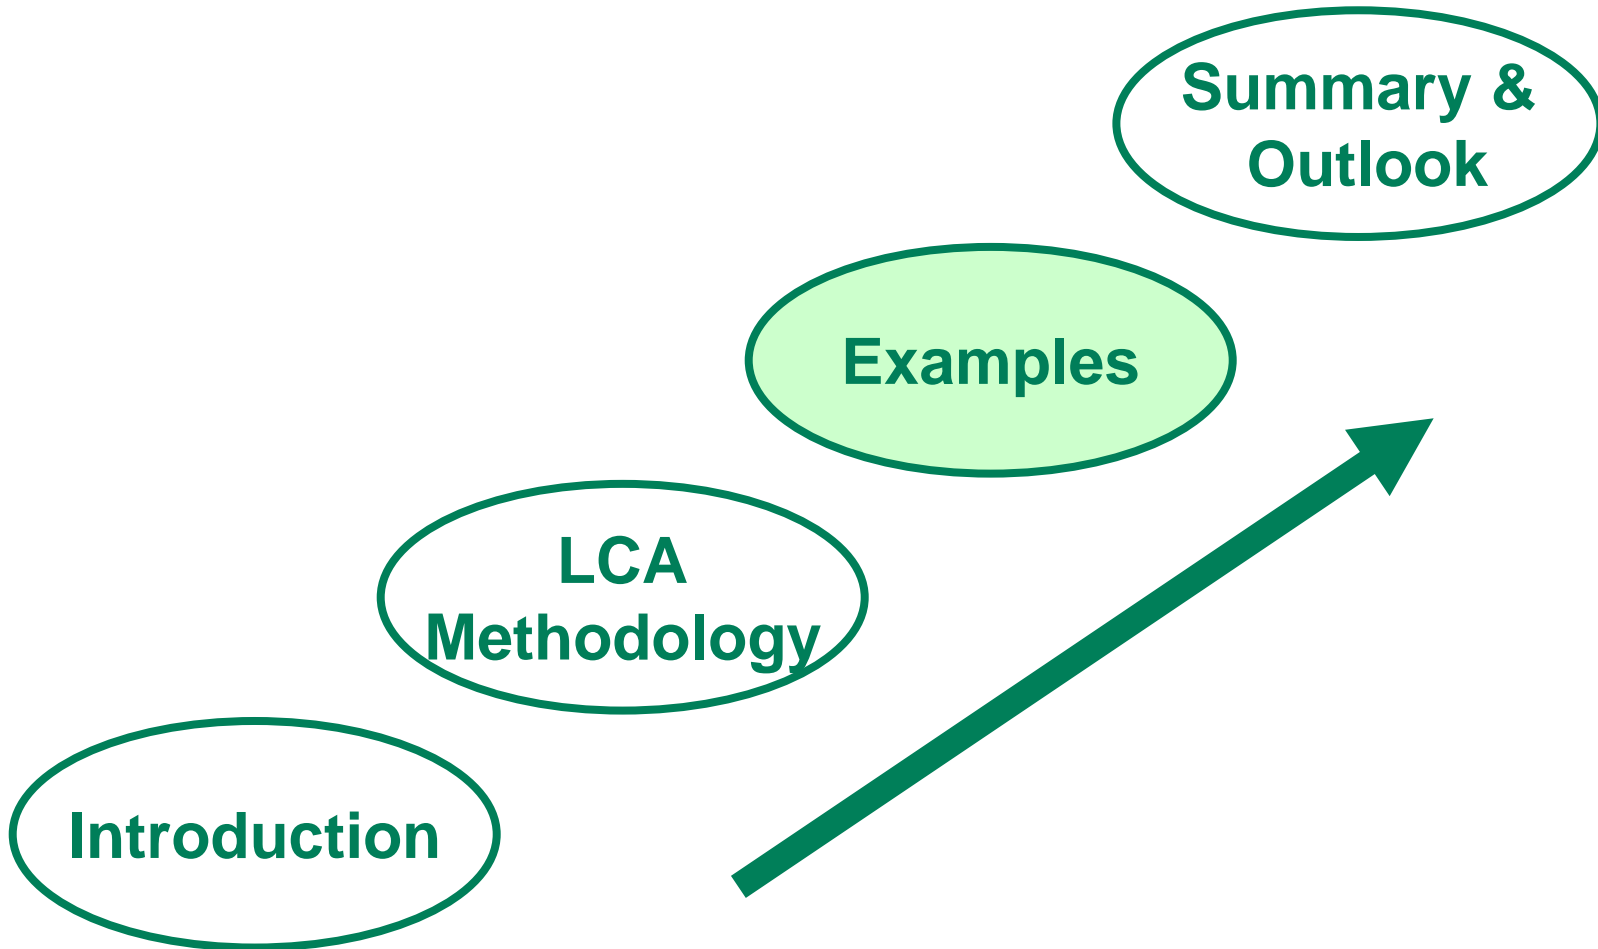 Summary &
Outlook
Examples
LCA
Methodology
Introduction